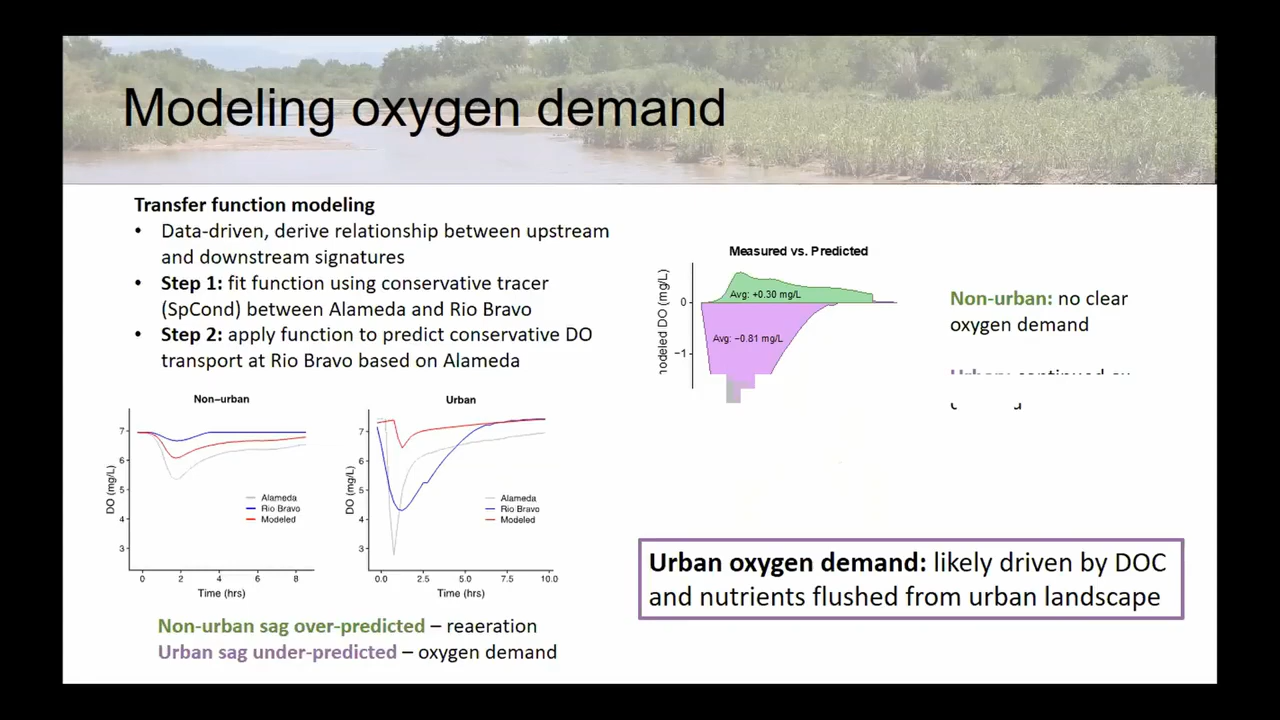 Modeling oxygen demand
Transfer function modeling
• Data-driven, derive relationship between upstream
and downstream signatures
• Step 1: fit function using conservative tracer
(SpCond) between Alameda and Rio Bravo
• Step 2: apply function to predict conservative DO
transport at Rio Bravo based on Alameda
Non-urban
7
6
5
4
3
DO (mg/L)
0 2 4 6 8
Time (hrs)
Alameda
Rio Bravo
Modeled
Urban
7
6
5
4
3
DO (mg/L)
0.0 2.5 5.0 7.5 10.0
Time (hrs)
Alameda
Rio Bravo
Modeled
Non-urban sag over-predicted – reaeration
Urban sag under-predicted – oxygen demand
Measured vs. Predicted
DO (mg/L)
0
−1
Avg: +0.30 mg/L
Avg: −0.81 mg/L
Non-urban: no clear
oxygen demand
Urban oxygen demand: likely driven by DOC
and nutrients flushed from urban landscape